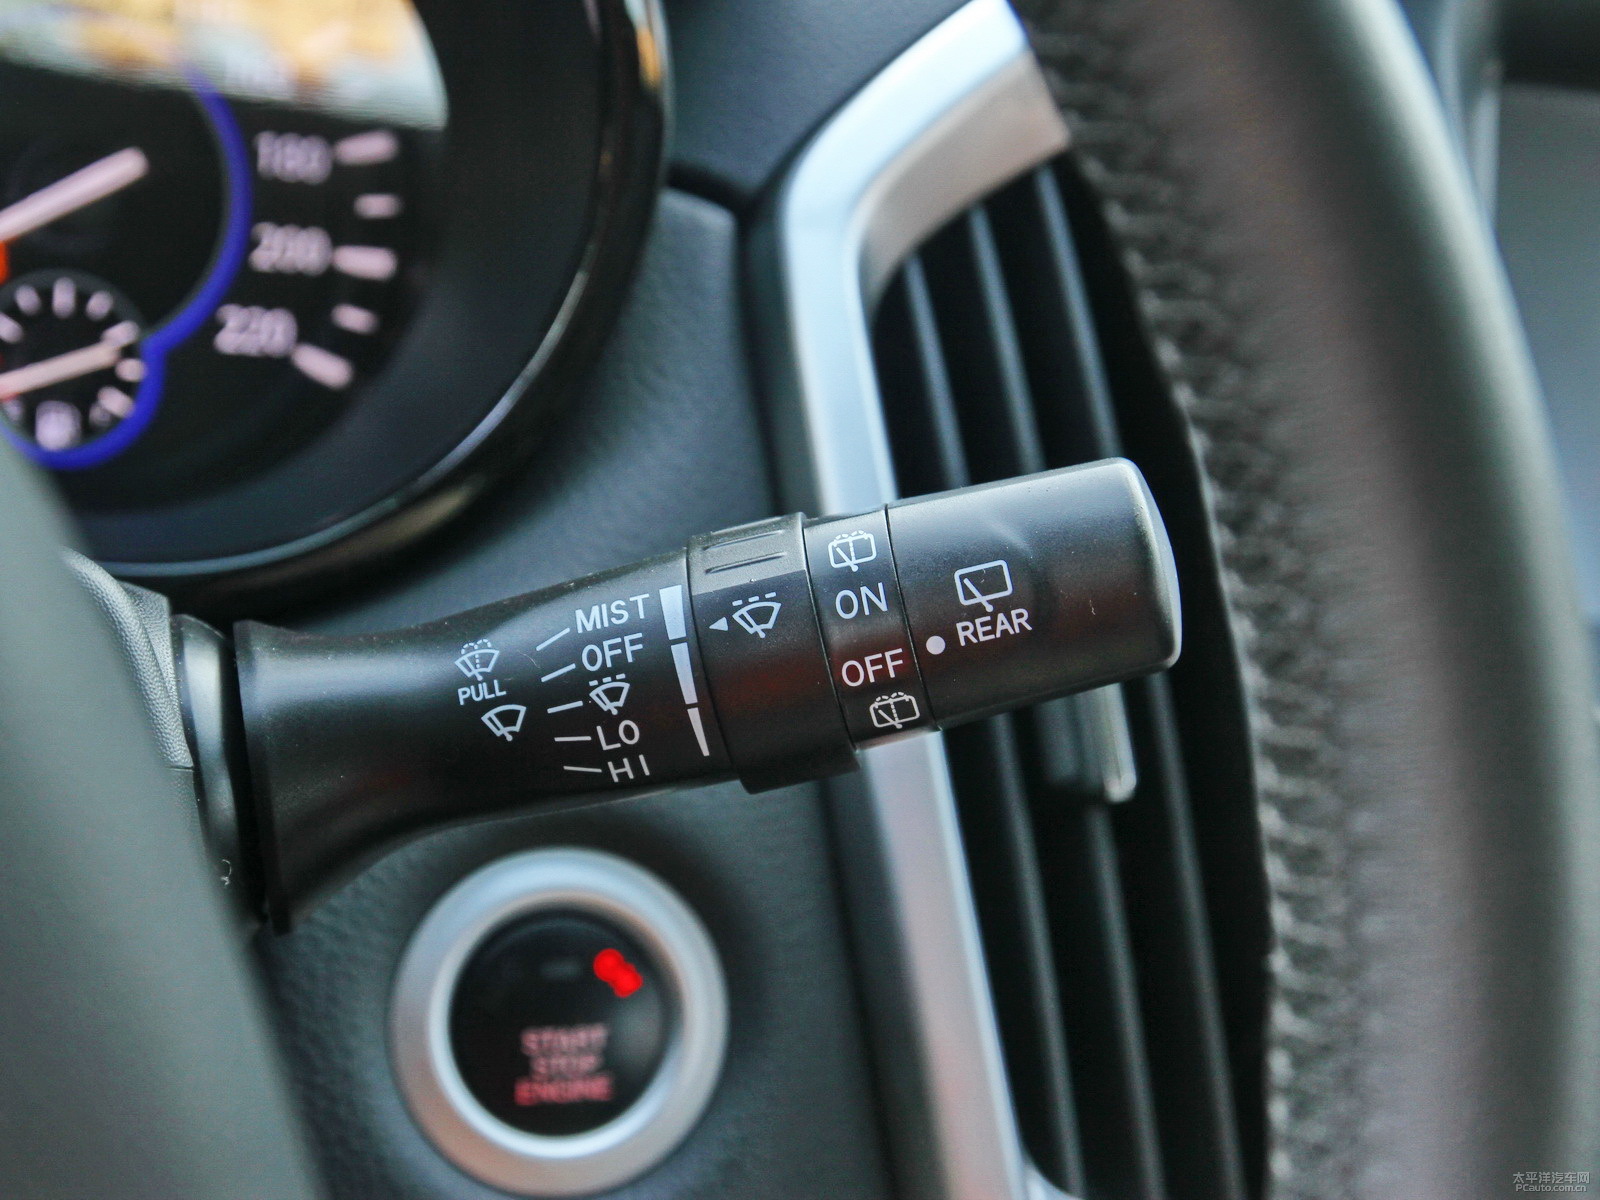 180
200
220
MIST
OFF
PULL
LO
HI
ON
OFF
REAR
START
STOP
ENGINE
太平洋汽车网
PCauto.com.cn